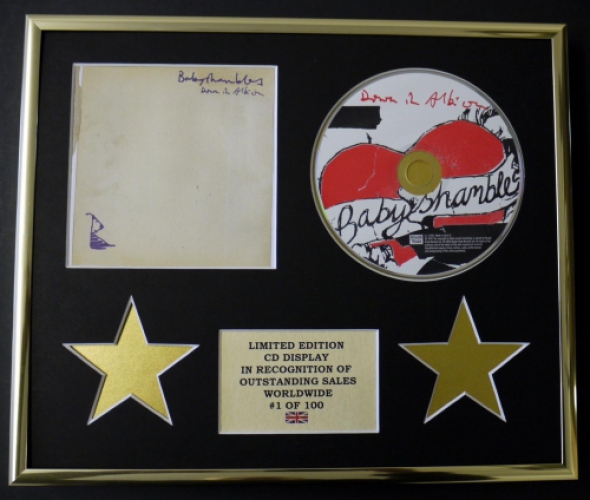 Babyshambles
Down in Albion
Down in Albion
Babyshambles
LIMITED EDITION
CD DISPLAY
IN RECOGNITION OF
OUTSTANDING SALES
WORLDWIDE
#1 OF 100